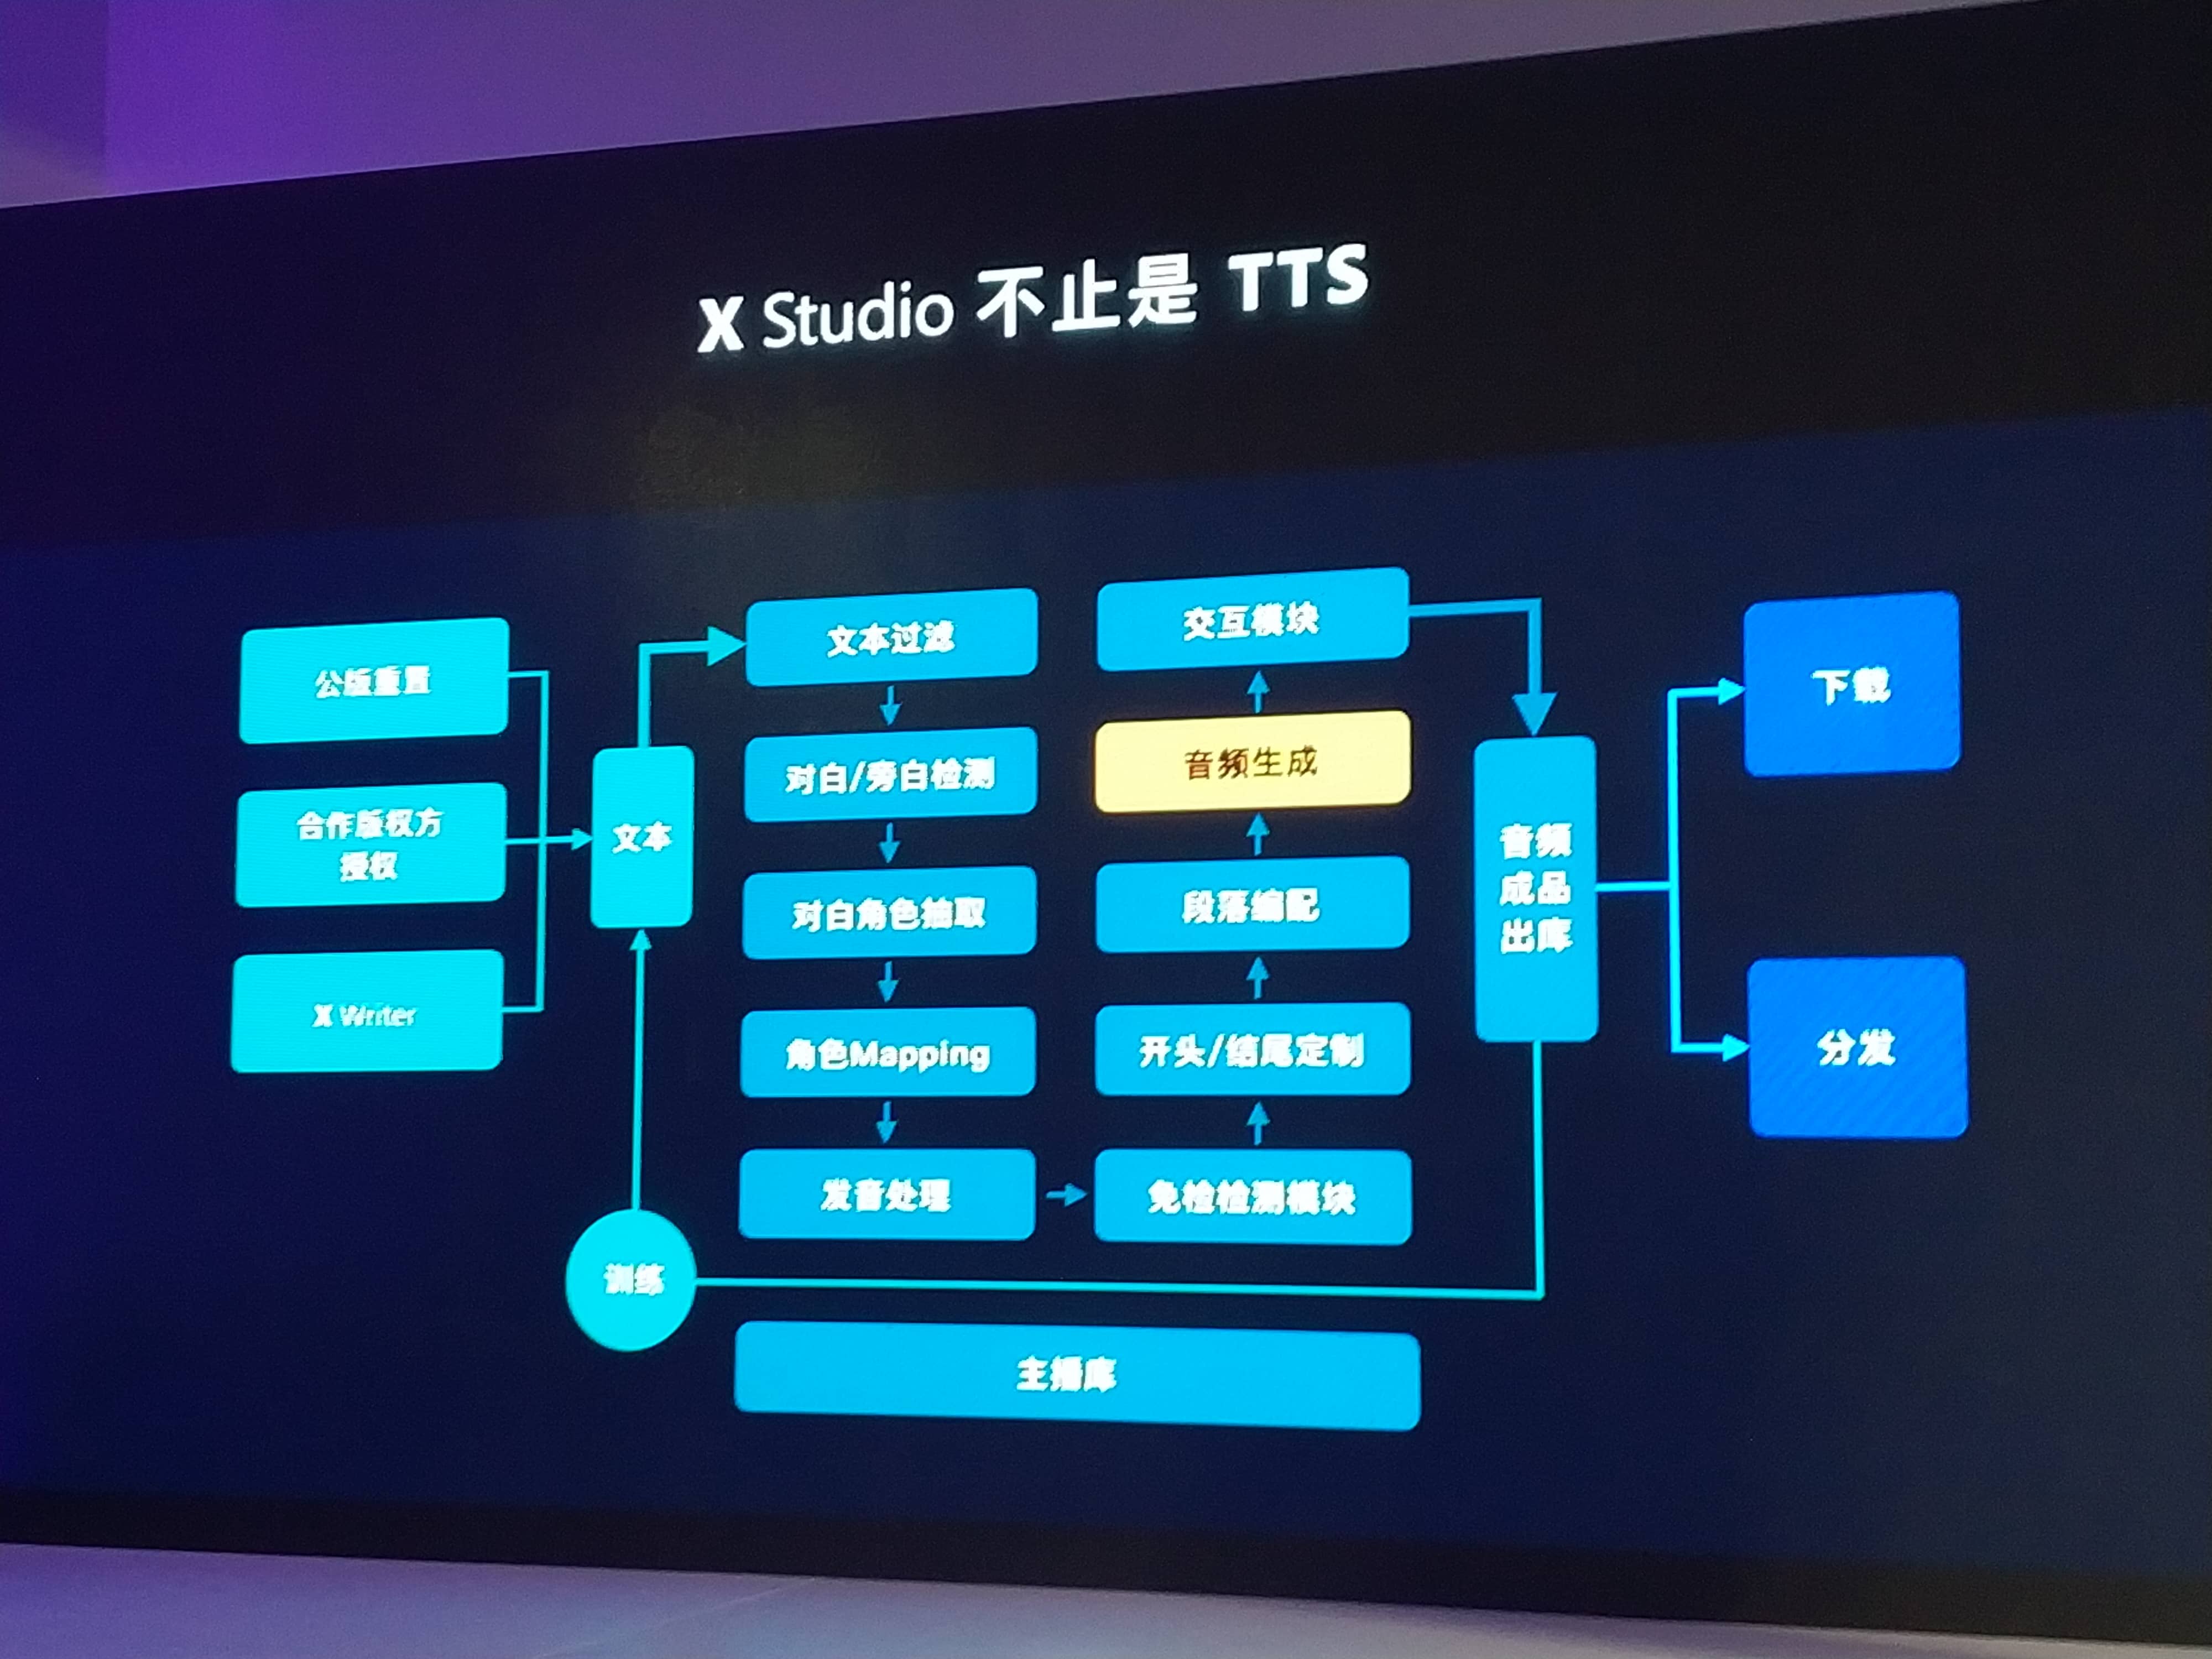 X Studio 不止是 TTS
公版重置
合作版权方
授权
X Writer
文本
训练
文本过滤
对白/旁白检测
对白角色抽取
角色Mapping
发音处理
免检检测模块
开头/结尾定制
段落编配
音频生成
交互模块
音频
成品
出库
下载
分发
主播库